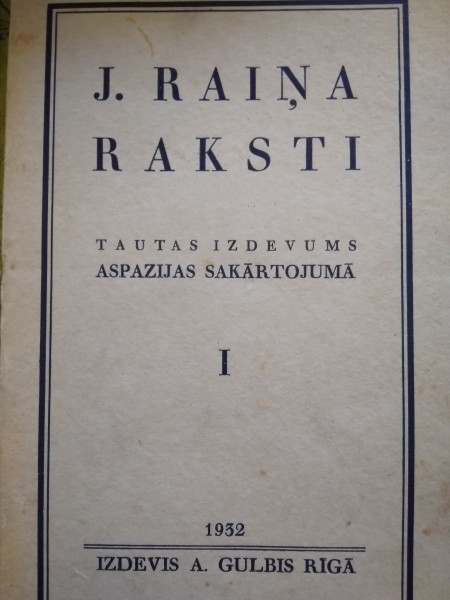 J. RAIŅA
RAKSTI
TAUTAS IZDEVUMS
ASPAZIJAS SAKĀRTOJUMĀ
I
1932
IZDEVIS A. GULBIS RĪGĀ